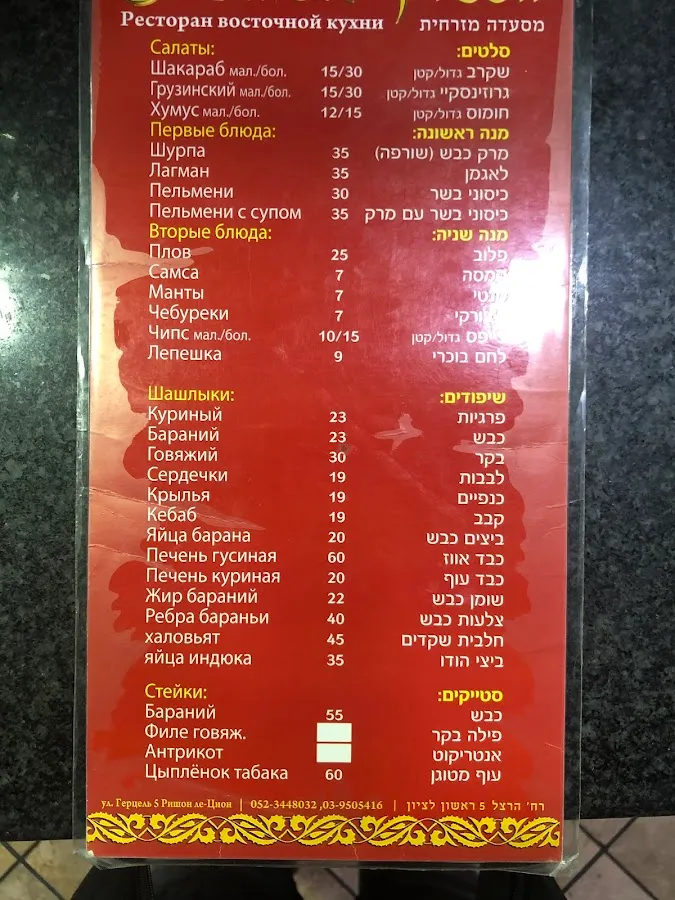 Ресторан восточной кухни מסעדה מזרחית
Салаты: סלטים:
Шакараб мал./бол. 15/30 שקרב גדול/קטן
Грузинский мал./бол. 15/30 גרוזינסקיי גדול/קטן
Хумус мал./бол. 12/15 חומוס גדול/קטן
Первые блюда: מנה ראשונה:
Шурпа 35 מרק כבש (שורפה)
Лагман 35 לאגמן
Пельмени 30 כיסוני בשר
Пельмени с супом 35 כיסוני בשר עם מרק
Вторые блюда: מנה שניה:
Плов 25 פלוב
Самса 7
Манты 7
Чебуреки 7
Чипс мал./бол. 10/15 גדול/קטן
Лепешка 9 לחם בוכרי
Шашлыки: שיפודים:
Куриный 23 פרגיות
Бараний 23 כבש
Говяжий 30 בקר
Сердечки 19 לבבות
Крылья 19 כנפיים
Кебаб 19 קבב
Яйца барана 20 ביצים כבש
Печень гусиная 60 כבד אווז
Печень куриная 20 כבד עוף
Жир бараний 22 שומן כבש
Ребра бараньи 40 צלעות כבש
халовьят 45 חלבית שקדים
яйца индюка 35 ביצי הודו
Стейки: סטייקים:
Бараний 55 כבש
Филе говяж. פילה בקר
Антрикот אנטריקוט
Цыплёнок табака 60 עוף מטוגן
ул. Герцель 5 Ришон ле-Цион | 052-3448032 ,03-9505416 | רח' הרצל 5 ראשון לציון